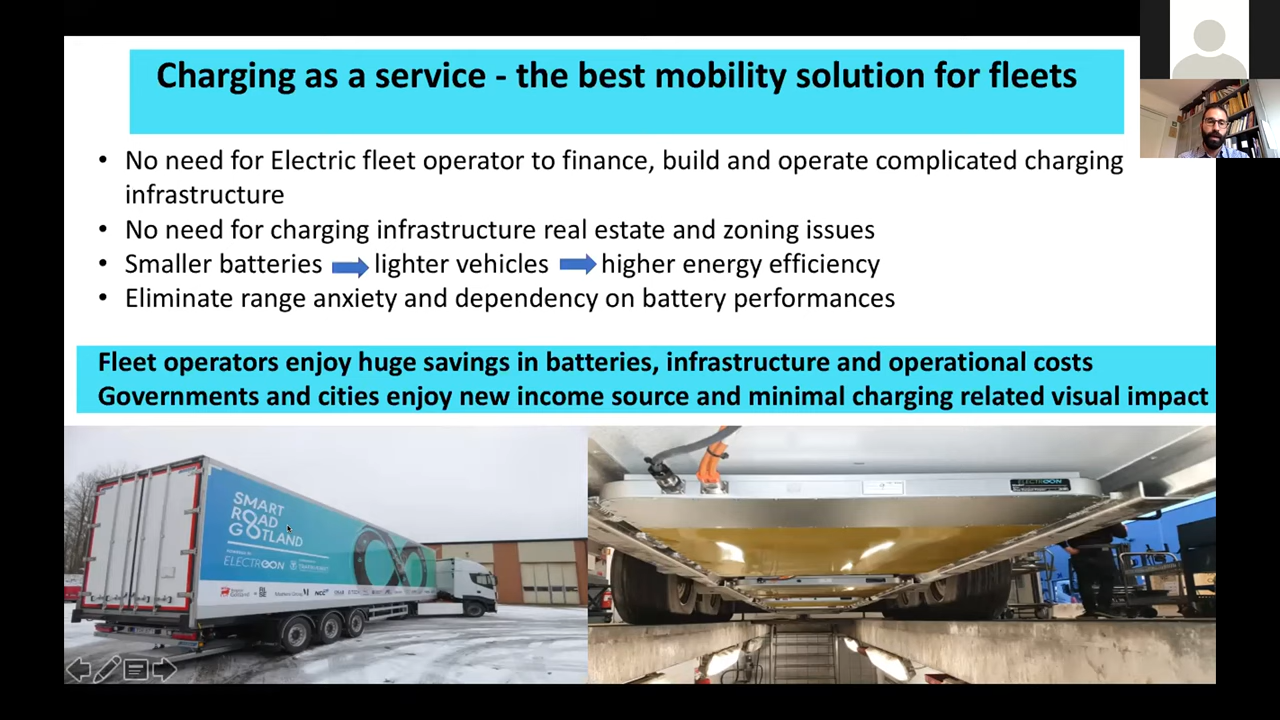 Charging as a service - the best mobility solution for fleets
• No need for Electric fleet operator to finance, build and operate complicated charging
infrastructure
• No need for charging infrastructure real estate and zoning issues
• Smaller batteries lighter vehicles higher energy efficiency
• Eliminate range anxiety and dependency on battery performances
Fleet operators enjoy huge savings in batteries, infrastructure and operational costs
Governments and cities enjoy new income source and minimal charging related visual impact
SMART
ROAD
GOTLAND
ELECTREON
NCC
ELECTREON